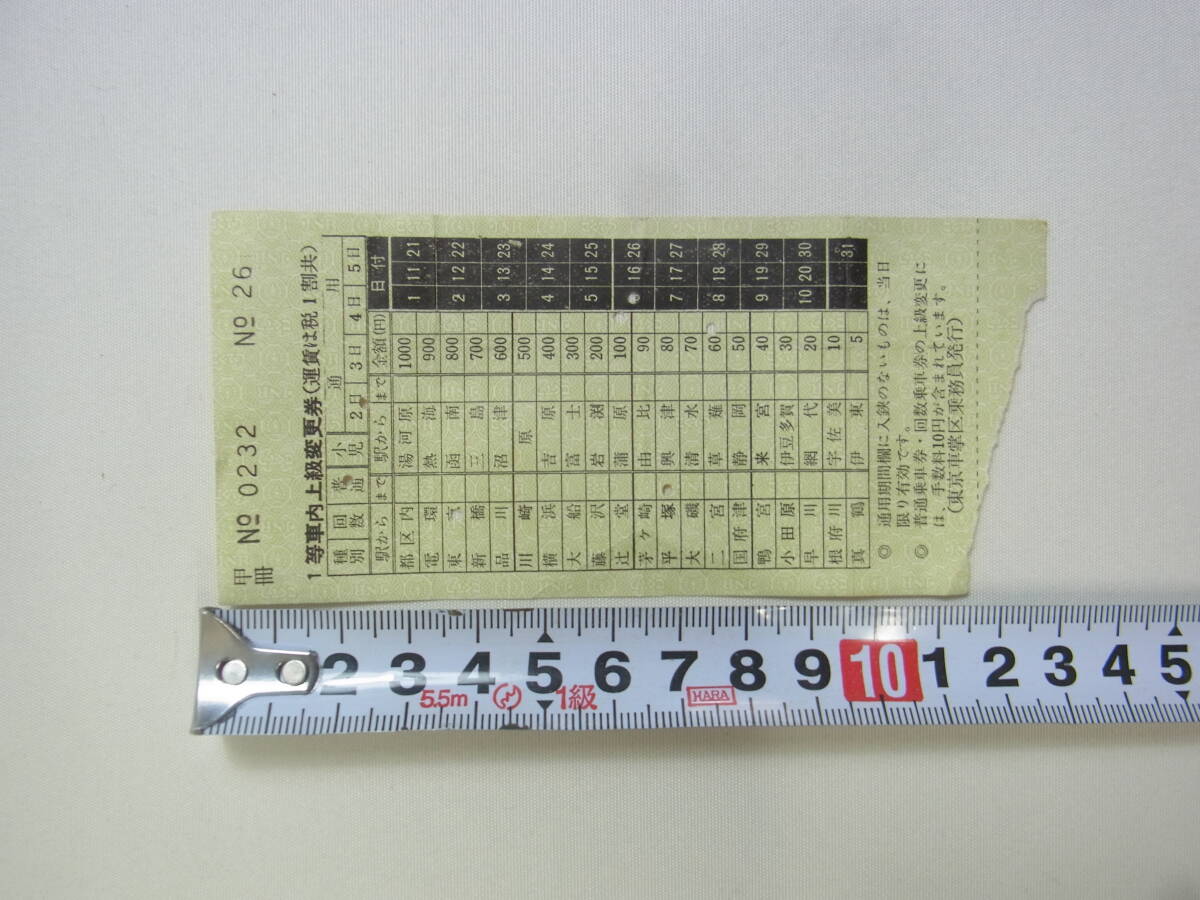 甲
冊 № 0232 № 26
1等車内上級変更券(運賃は税1割共)
種別 回数 普通 小児 通用 2日 3日 4日 5日
駅から まで 駅から まで 金額(円) 日付
都区内 湯河原 1000 1 11 21
電環 熱海 900
東京 函南 800 2 12 22
新橋 三島 700
品川 沼津 600 3 13 23
川崎 原 500
横浜 吉原 400 4 14 24
大船 富士 300
藤沢 岩渕 200 5 15 25
辻堂 蒲原 100
茅ヶ崎 由比 90 6 16 26
平塚 興津 80 7 17 27
大磯 清水 70
二宮 草薙 60 8 18 28
国府津 静岡 50
鴨宮 来宮 40 9 19 29
小田原 伊豆多賀 30
早川 網代 20 10 20 30
根府川 宇佐美 10
真鶴 伊東 5 31
◎ 通用期間欄に入鋏のないものは、当日
限り有効です。
◎ 普通乗車券・回数乗車券の上級変更に
は、手数料10円が含まれています。
(東京車掌区乗務員発行)
2 3 4 5 6 7 8 9 10 1 2 3 4 5
5.5m 1級 HARA